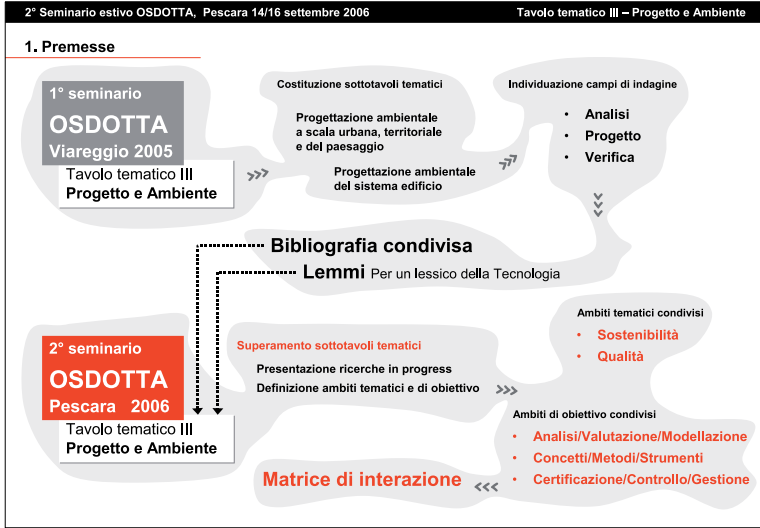 2° Seminario estivo OSDOTTA, Pescara 14/16 settembre 2006
Tavolo tematico III – Progetto e Ambiente
1. Premesse
1° seminario
OSDOTTA
Viareggio 2005
Tavolo tematico III
Progetto e Ambiente
Costituzione sottotavoli tematici
Progettazione ambientale
a scala urbana, territoriale
e del paesaggio
Progettazione ambientale
del sistema edificio
Individuazione campi di indagine
• Analisi
• Progetto
• Verifica
Bibliografia condivisa
Lemmi Per un lessico della Tecnologia
2° seminario
OSDOTTA
Pescara 2006
Tavolo tematico III
Progetto e Ambiente
Superamento sottotavoli tematici
Presentazione ricerche in progress
Definizione ambiti tematici e di obiettivo
Ambiti tematici condivisi
• Sostenibilità
• Qualità
Ambiti di obiettivo condivisi
• Analisi/Valutazione/Modellazione
• Concetti/Metodi/Strumenti
• Certificazione/Controllo/Gestione
Matrice di interazione